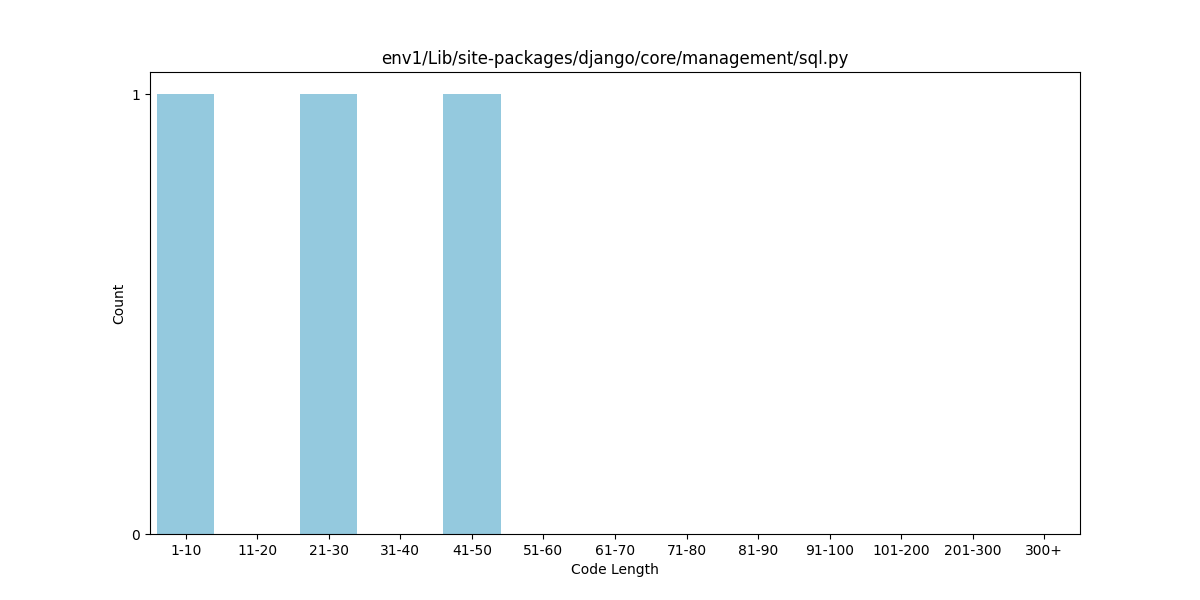 env1/Lib/site-packages/django/core/management/sql.py
1
Count
0
1-10 11-20 21-30 31-40 41-50 51-60 61-70 71-80 81-90 91-100 101-200 201-300 300+
Code Length